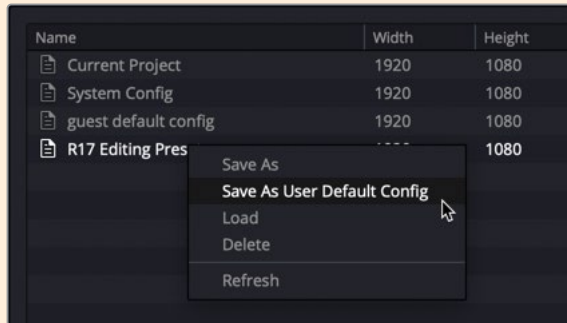 Name Width Height
Current Project 1920 1080
System Config 1920 1080
guest default config 1920 1080
R17 Editing Pres 1080
Save As
Save As User Default Config
Load
Delete
Refresh